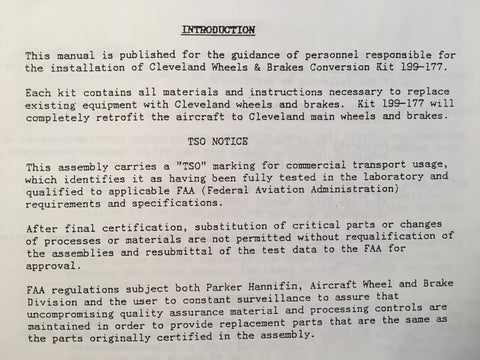 INTRODUCTION
This manual is published for the guidance of personnel responsible for
the installation of Cleveland Wheels & Brakes Conversion Kit 199-177.
Each kit contains all materials and instructions necessary to replace
existing equipment with Cleveland wheels and brakes. Kit 199-177 will
completely retrofit the aircraft to Cleveland main wheels and brakes.
TSO NOTICE
This assembly carries a "TSO" marking for commercial transport usage,
which identifies it as having been fully tested in the laboratory and
qualified to applicable FAA (Federal Aviation Administration)
requirements and specifications.
After final certification, substitution of critical parts or changes
of processes or materials are not permitted without requalification of
the assemblies and resubmittal of the test data to the FAA for
approval.
FAA regulations subject both Parker Hannifin, Aircraft Wheel and Brake
Division and the user to constant surveillance to assure that
uncompromising quality assurance material and processing controls are
maintained in order to provide replacement parts that are the same as
the parts originally certified in the assembly.